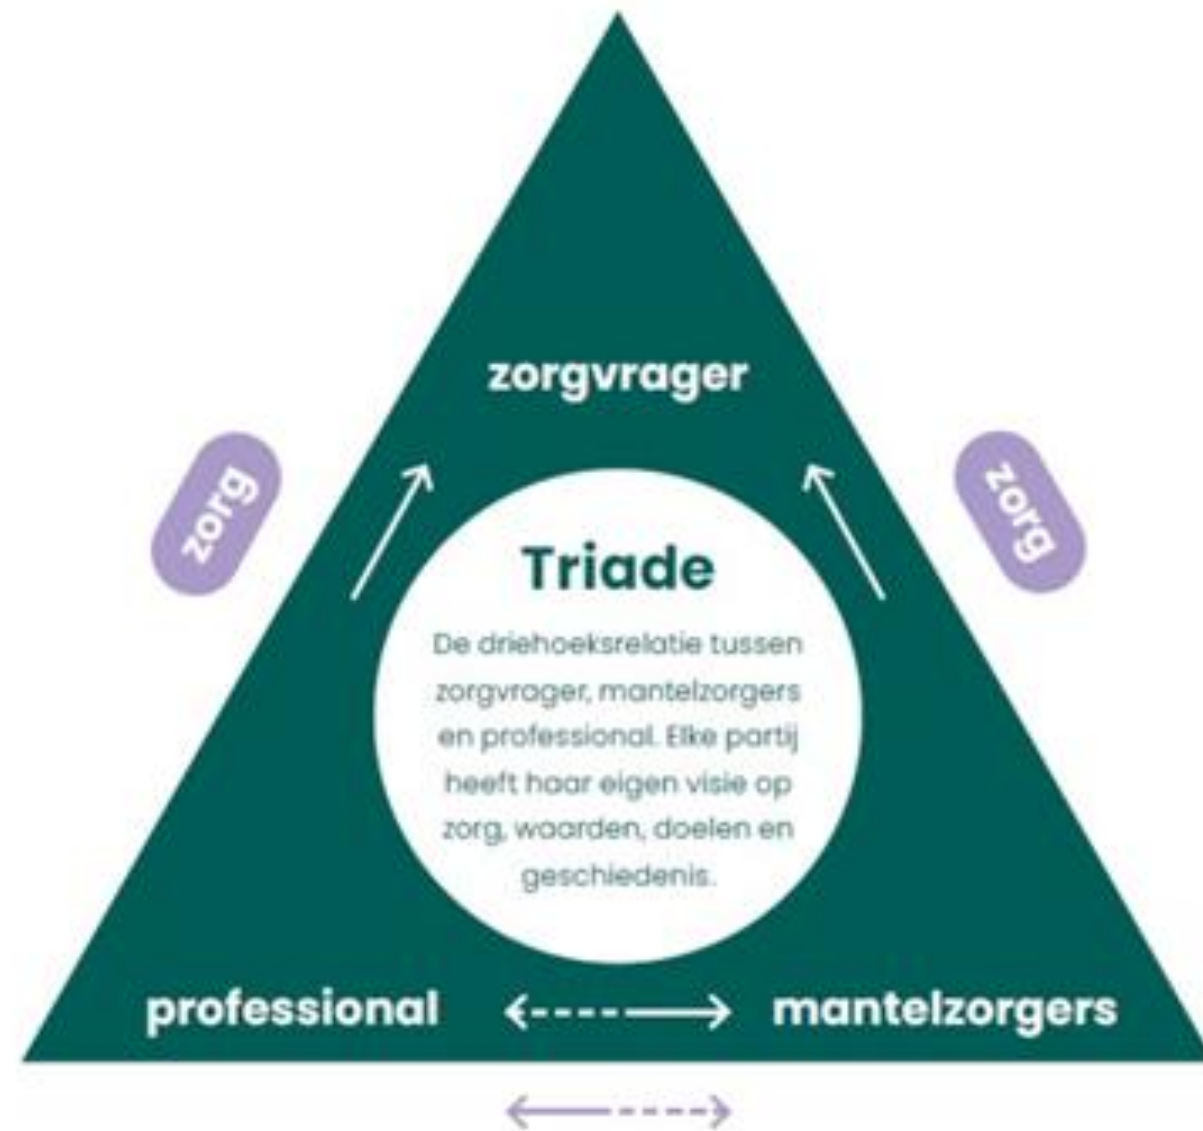 zorgvrager
zorg
zorg
Triade
De driehoeksrelatie tussen
zorgvrager, mantelzorgers
en professional. Elke partij
heeft haar eigen visie op
zorg, waarden, doelen en
geschiedenis.
professional
mantelzorgers